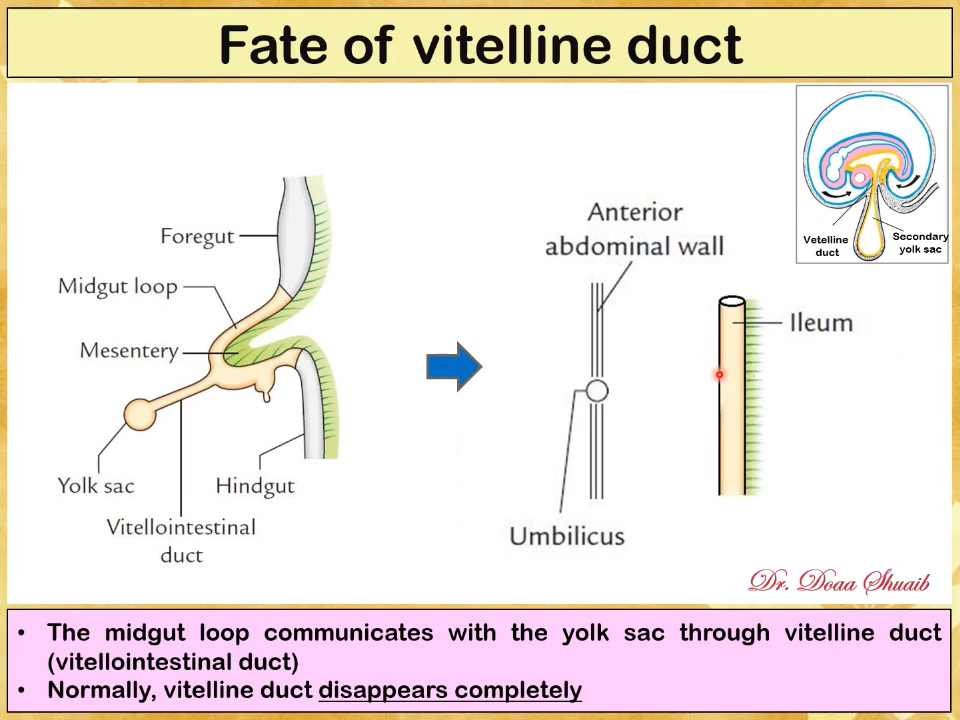 Fate of vitelline duct
Foregut
Midgut loop
Mesentery
Yolk sac
Hindgut
Vitellointestinal
duct
Anterior
abdominal wall
Umbilicus
Ileum
Vetelline
duct
Secondary
yolk sac
Dr. Doaa Shuaib
• The midgut loop communicates with the yolk sac through vitelline duct
(vitellointestinal duct)
• Normally, vitelline duct disappears completely